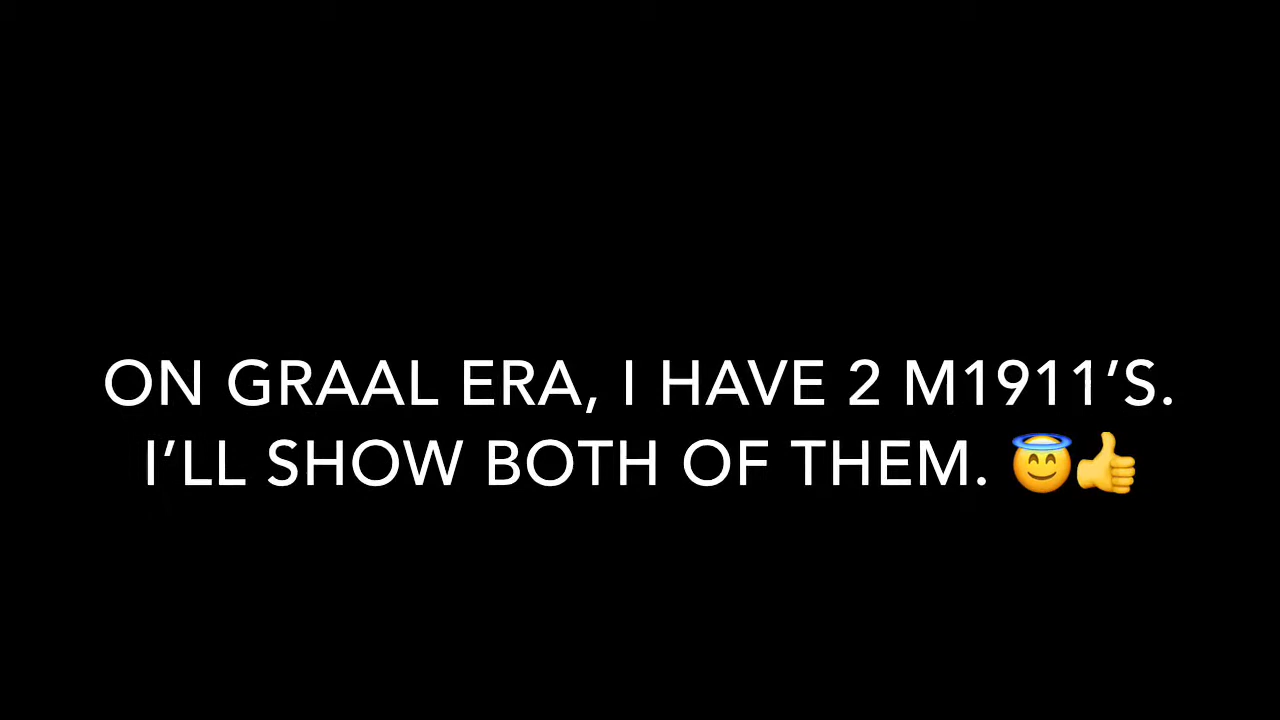 ON GRAAL ERA, I HAVE 2 M1911’S.
I‘LL SHOW BOTH OF THEM. 😇👍